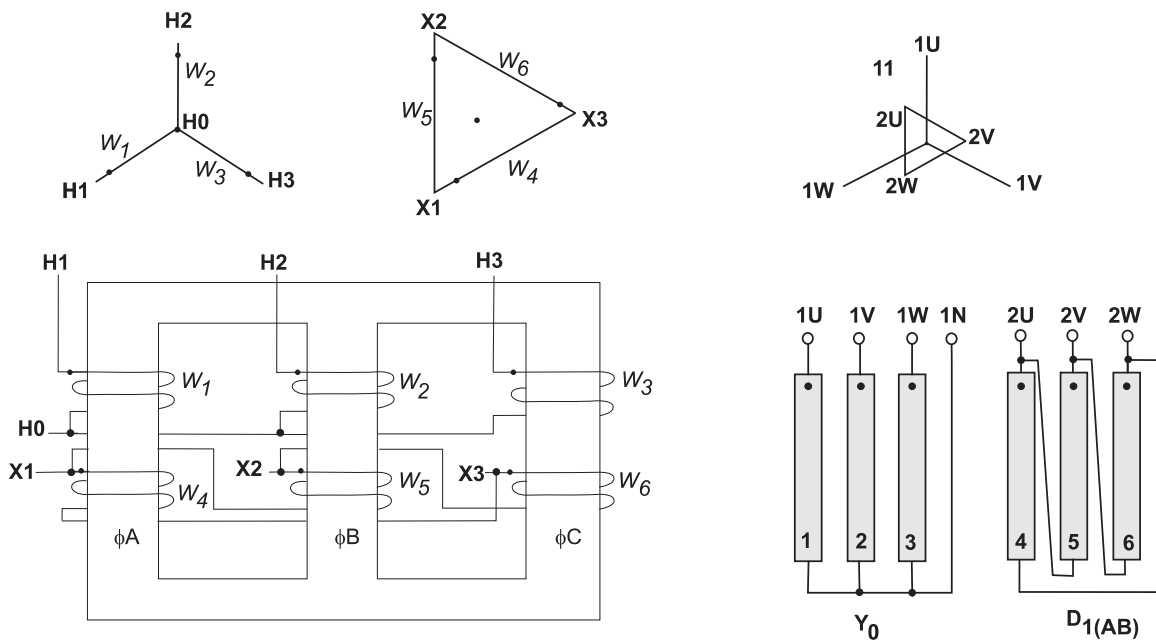 H2
W2
H0
W1
W3
H1
H3
X2
W6
W5
X3
W4
X1
1U
11
2U
2V
2W
1W
1V
H1
H2
H3
W1
W2
W3
H0
X1
X2
X3
W4
W5
W6
ϕA
ϕB
ϕC
1U 1V 1W 1N
1 2 3
Y0
2U 2V 2W
4 5 6
D1(AB)